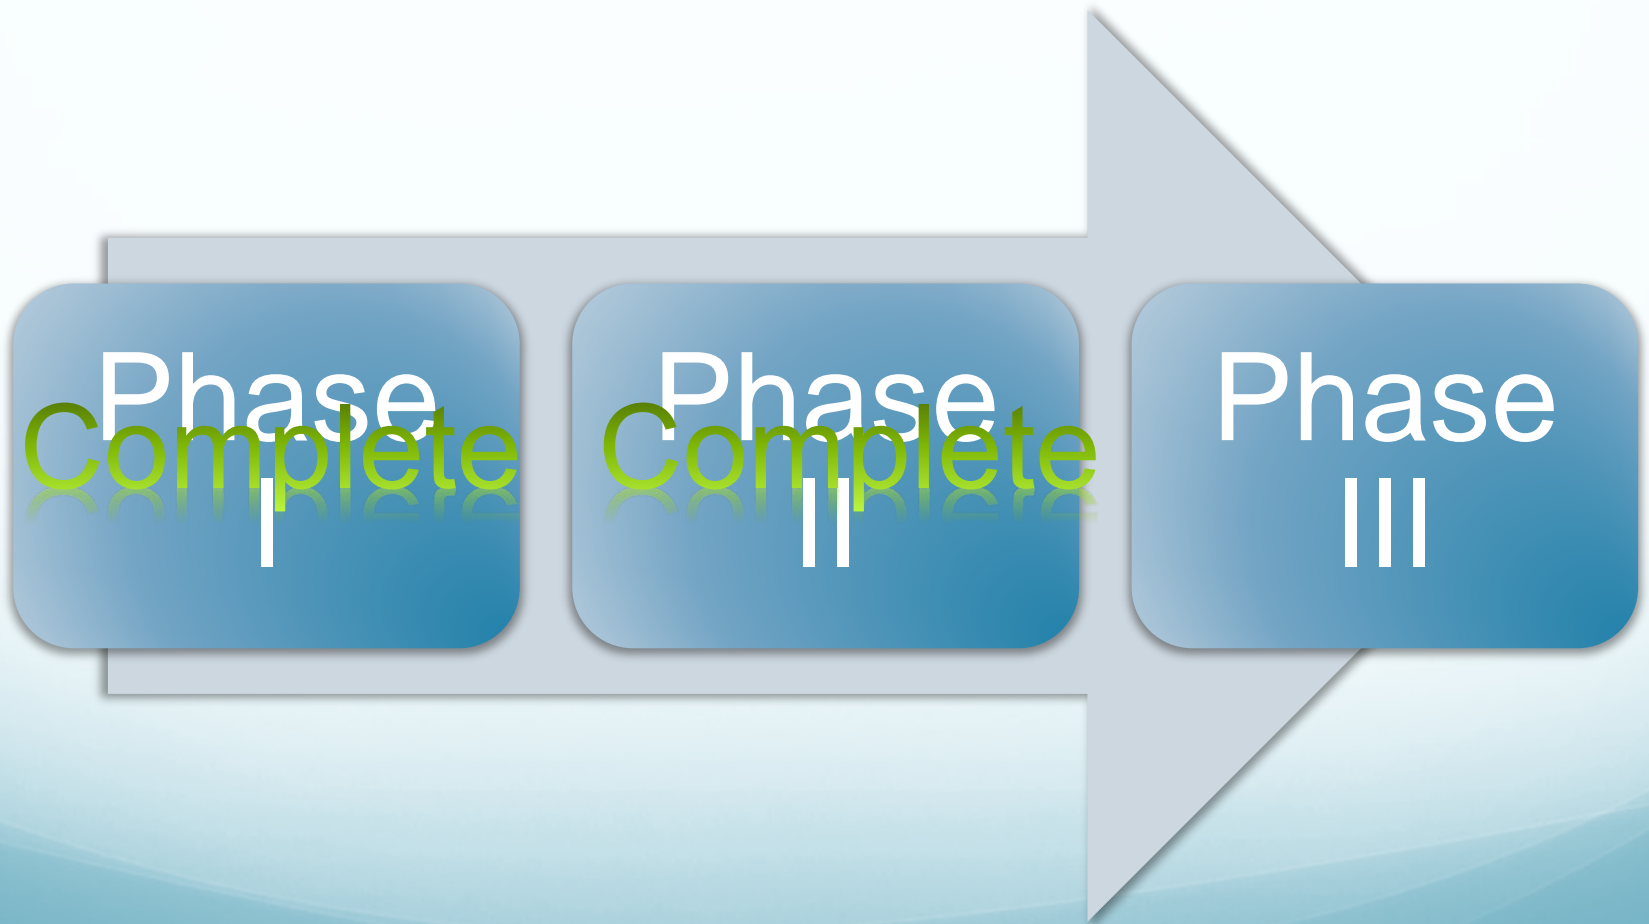 Phase
Complete
I
Phase
Complete
II
Phase
III